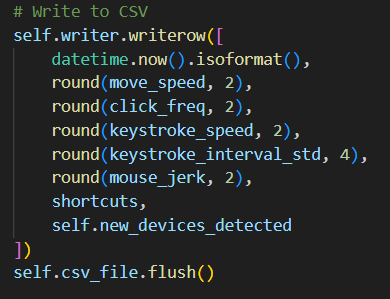 # Write to CSV
self.writer.writerow([
    datetime.now().isoformat(),
    round(move_speed, 2),
    round(click_freq, 2),
    round(keystroke_speed, 2),
    round(keystroke_interval_std, 4),
    round(mouse_jerk, 2),
    shortcuts,
    self.new_devices_detected
])
self.csv_file.flush()